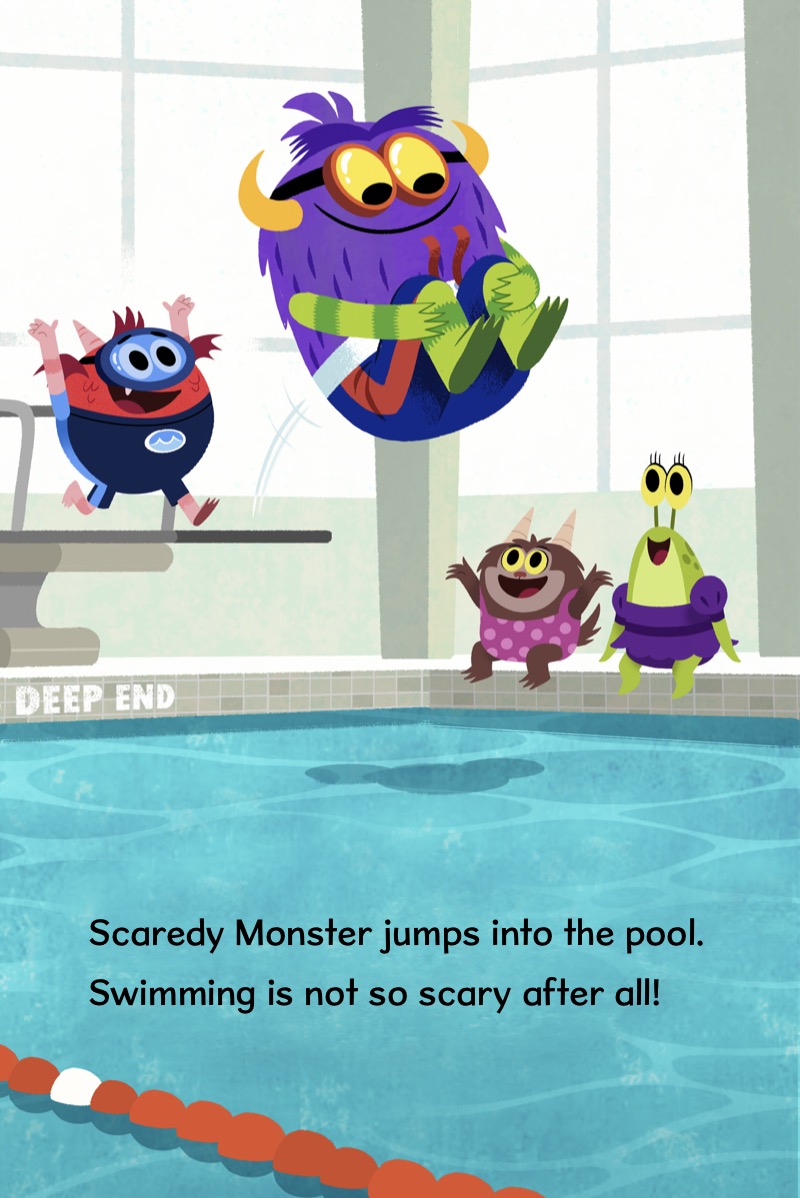 DEEP END
Scaredy Monster jumps into the pool.
Swimming is not so scary after all!